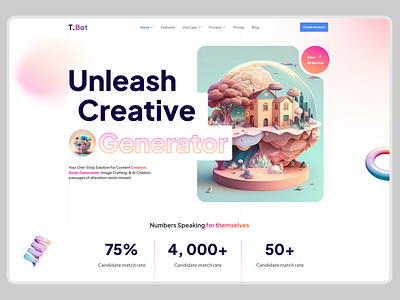 T.Bot
Home Featured Use Case Process Pricing Blog
Create Account
View
All Service
Unleash
Creative
Generator
Your One-Stop Solution for Content Creation,
Audio Generation, Image Crafting, & AI Chatbot
passages of alteration rando missed.
Numbers Speaking for themselves
75% 4, 000+ 50+
Candidate match rate Candidate match rate Candidate match rate